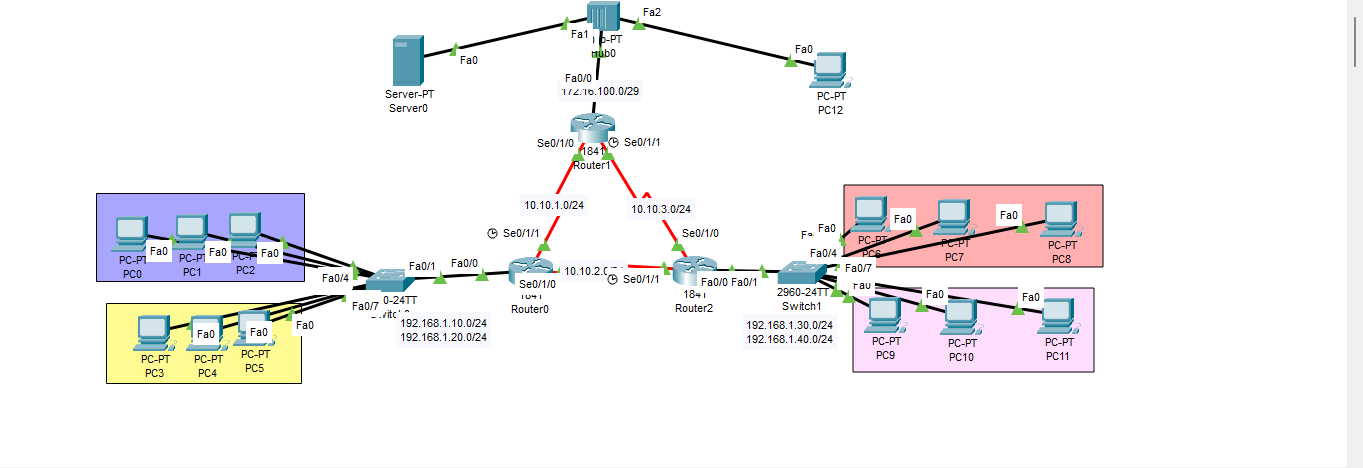 Fa2
Fa1
b-PT
Hub0
Fa0
Fa0
Server-PT
Server0
Fa0/0
172.16.100.0/29
PC-PT
PC12
Se0/1/0
Se0/1/1
1841
Router1
10.10.1.0/24
10.10.3.0/24
Se0/1/1
Se0/1/0
Fa0
Fa0
Fa0
PC-PT
PC0
PC-PT
PC1
PC-PT
PC2
Fa0/4
Fa0/1
Fa0/0
10.10.2.0/24
Se0/1/0
Se0/1/1
1841
Router0
1841
Router2
Fa0/0
Fa0/1
0-24TT
Fa0/7
192.168.1.10.0/24
192.168.1.20.0/24
2960-24TT
Switch1
192.168.1.30.0/24
192.168.1.40.0/24
Fa0/4
Fa0/7
Fa0
Fa0
Fa0
PC-PT
PC6
PC-PT
PC7
PC-PT
PC8
Fa0
Fa0
Fa0
PC-PT
PC3
PC-PT
PC4
PC-PT
PC5
Fa0
Fa0
Fa0
PC-PT
PC9
PC-PT
PC10
PC-PT
PC11